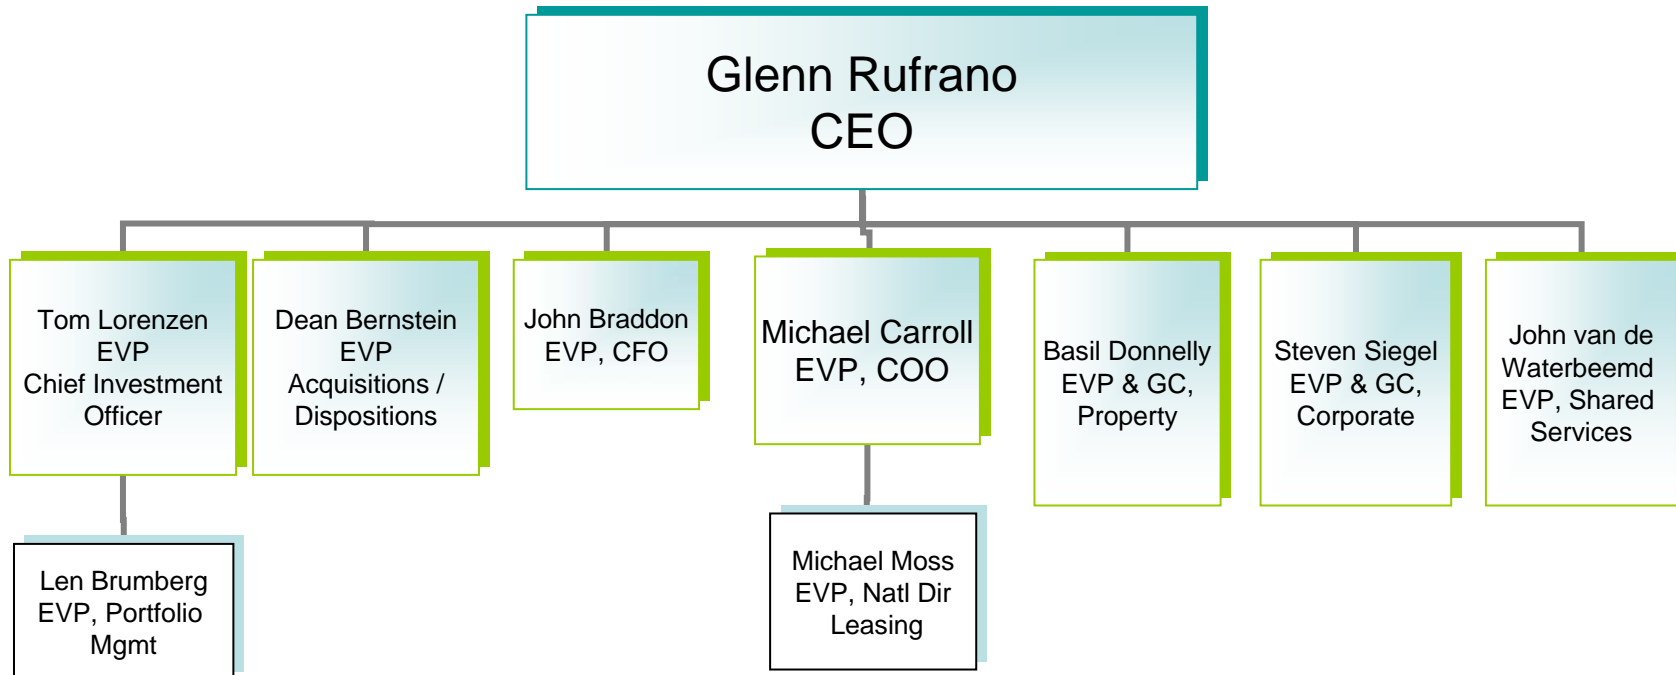 Glenn Rufrano
CEO
Tom Lorenzen
EVP
Chief Investment
Officer
Dean Bernstein
EVP
Acquisitions /
Dispositions
John Braddon
EVP, CFO
Michael Carroll
EVP, COO
Basil Donnelly
EVP & GC,
Property
Steven Siegel
EVP & GC,
Corporate
John van de
Waterbeemd
EVP, Shared
Services
Len Brumberg
EVP, Portfolio
Mgmt
Michael Moss
EVP, Natl Dir
Leasing